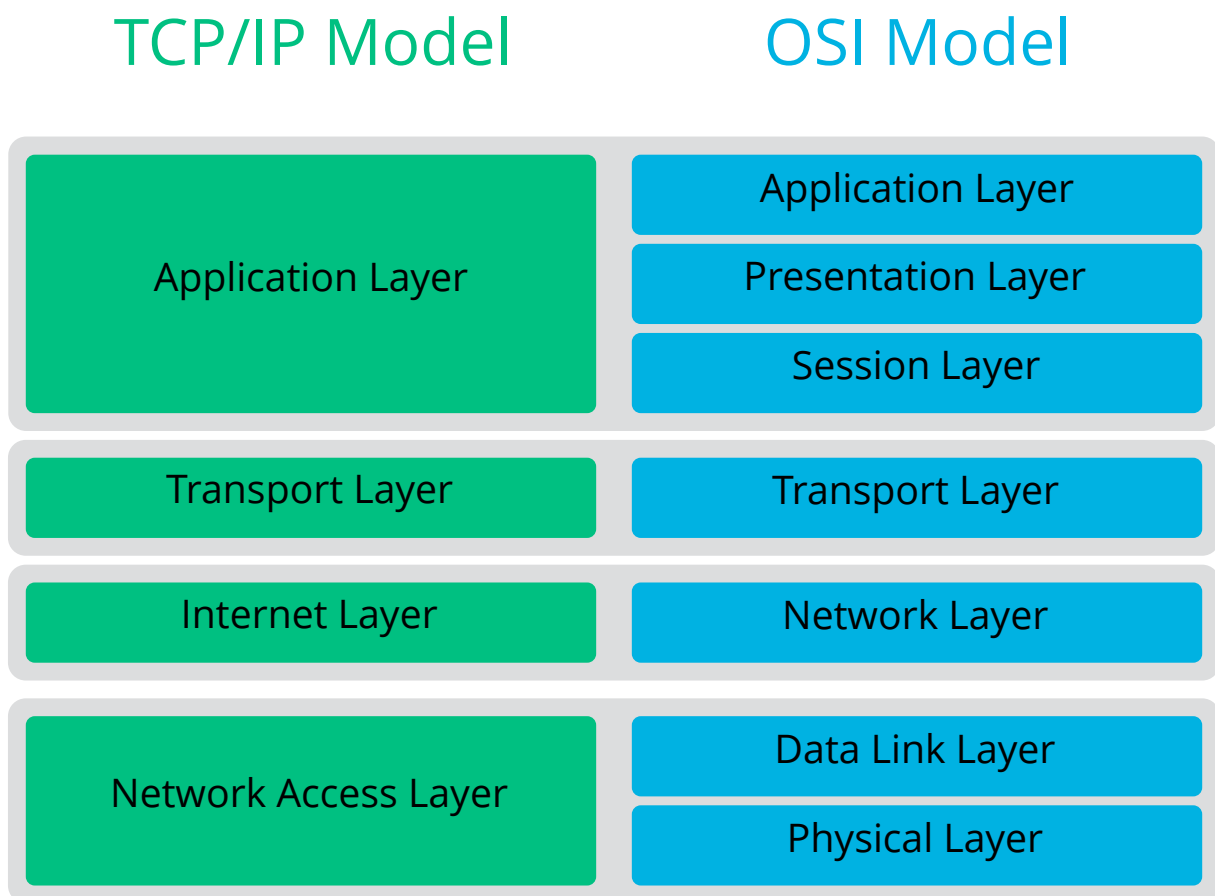 TCP/IP Model
OSI Model
Application Layer
Application Layer
Presentation Layer
Session Layer
Transport Layer
Transport Layer
Internet Layer
Network Layer
Network Access Layer
Data Link Layer
Physical Layer